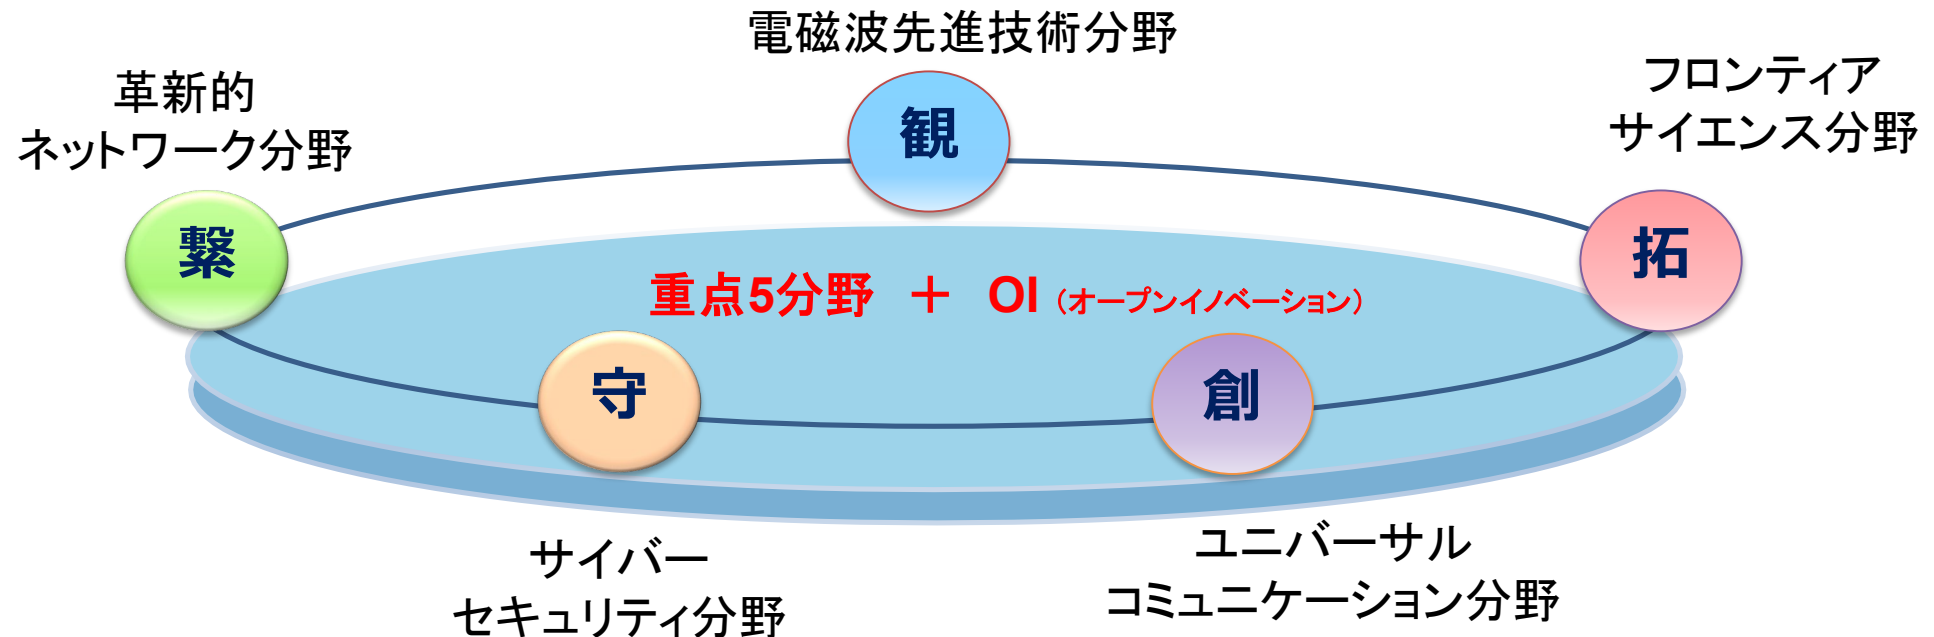 電磁波先進技術分野
観
革新的
ネットワーク分野
繋
フロンティア
サイエンス分野
拓
重点5分野 ＋ OI（オープンイノベーション）
守
創
サイバー
セキュリティ分野
ユニバーサル
コミュニケーション分野